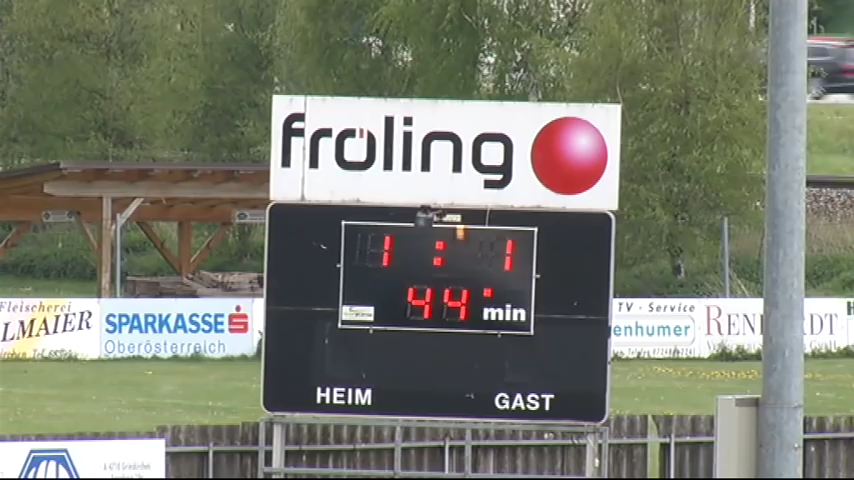 fröling
1 : 1
44' min
HEIM GAST
Fleischerei
LMAIER
SPARKASSE S
Oberösterreich
TV - Service
enhumer